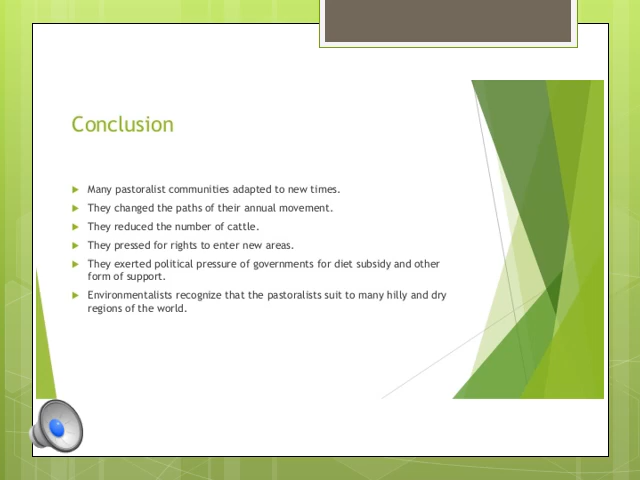 Conclusion
Many pastoralist communities adapted to new times.
They changed the paths of their annual movement.
They reduced the number of cattle.
They pressed for rights to enter new areas.
They exerted political pressure of governments for diet subsidy and other
form of support.
Environmentalists recognize that the pastoralists suit to many hilly and dry
regions of the world.